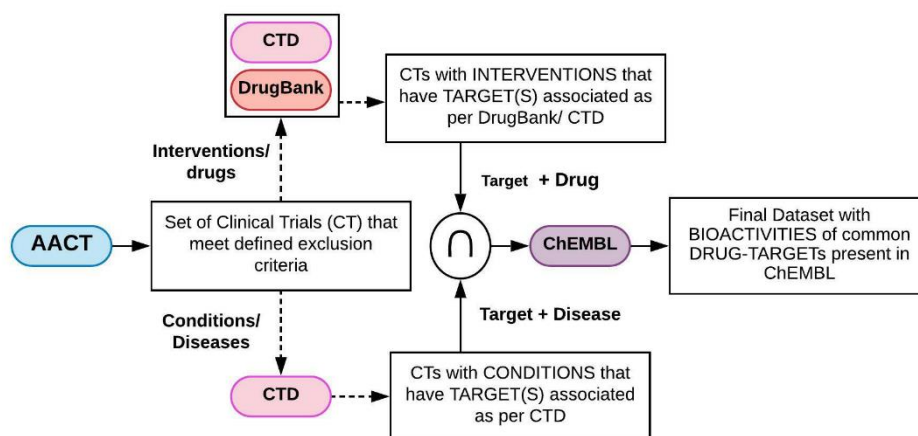 CTD
DrugBank
CTs with INTERVENTIONS that
have TARGET(S) associated as
per DrugBank/ CTD
Interventions/
drugs
Target + Drug
AACT
Set of Clinical Trials (CT) that
meet defined exclusion
criteria
∩
ChEMBL
Final Dataset with
BIOACTIVITIES of common
DRUG-TARGETs present in
ChEMBL
Conditions/
Diseases
Target + Disease
CTD
CTs with CONDITIONS that
have TARGET(S) associated
as per CTD